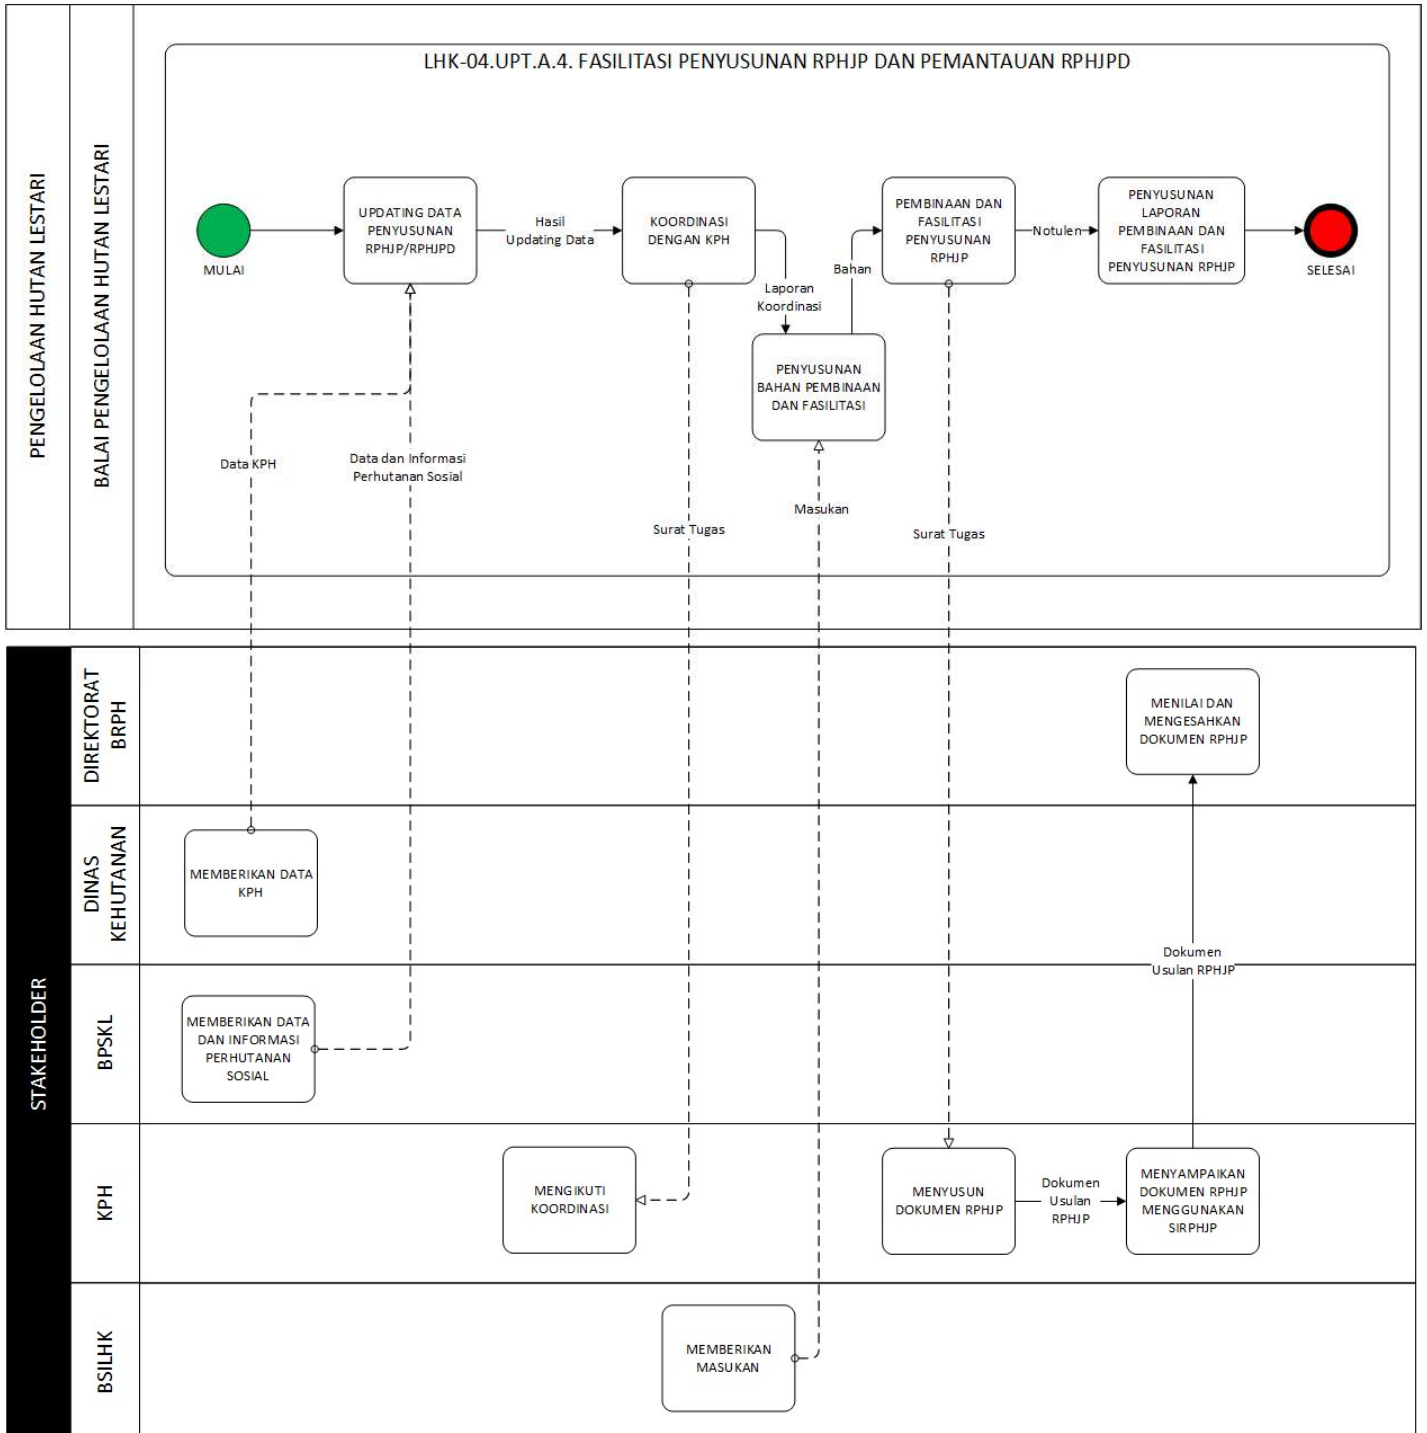 PENGELOLAAN HUTAN LESTARI
BALAI PENGELOLAAN HUTAN LESTARI
LHK-04.UPT.A.4. FASILITASI PENYUSUNAN RPHJP DAN PEMANTAUAN RPHJPD
MULAI
UPDATING DATA
PENYUSUNAN
RPHJP/RPHJPD
Hasil
Updating Data
KOORDINASI
DENGAN KPH
Laporan
Koordinasi
PENYUSUNAN
BAHAN PEMBINAAN
DAN FASILITASI
Bahan
PEMBINAAN DAN
FASILITASI
PENYUSUNAN
RPHJP
Notulen
PENYUSUNAN
LAPORAN
PEMBINAAN DAN
FASILITASI
PENYUSUNAN RPHJP
SELESAI
Data KPH
Data dan Informasi
Perhutanan Sosial
Surat Tugas
Masukan
Surat Tugas
STAKEHOLDER
DIREKTORAT
BRPH
MENILAI DAN
MENGESAHKAN
DOKUMEN RPHJP
DINAS
KEHUTANAN
MEMBERIKAN DATA
KPH
Dokumen
Usulan RPHJP
BPSKL
MEMBERIKAN DATA
DAN INFORMASI
PERHUTANAN
SOSIAL
KPH
MENGIKUTI
KOORDINASI
MENYUSUN
DOKUMEN RPHJP
Dokumen
Usulan
RPHJP
MENYAMPAIKAN
DOKUMEN RPHJP
MENGGUNAKAN
SIRPHJP
BSILHK
MEMBERIKAN
MASUKAN